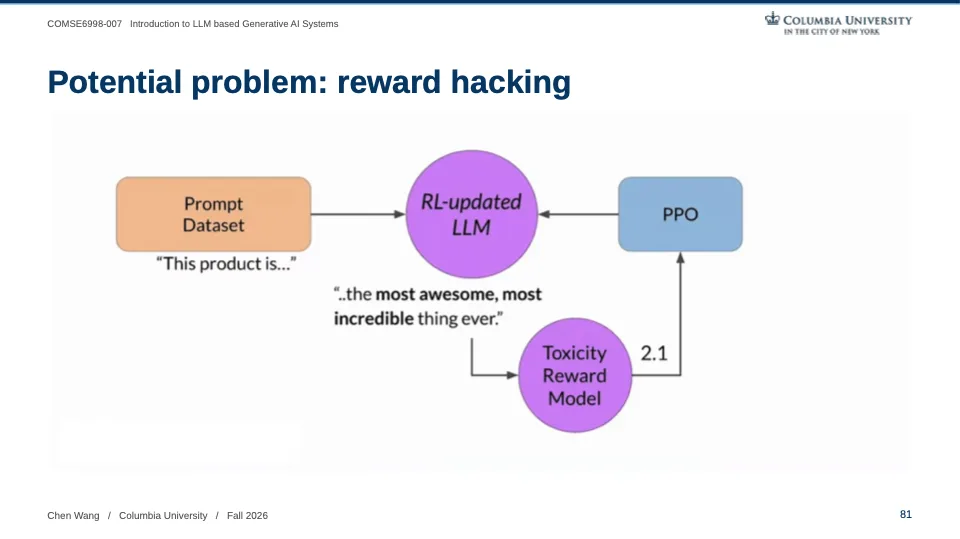 COMSE6998-007 Introduction to LLM based Generative AI Systems
COLUMBIA UNIVERSITY
IN THE CITY OF NEW YORK
Potential problem: reward hacking
Prompt
Dataset
RL-updated
LLM
PPO
“This product is...”
“..the most awesome, most
incredible thing ever.”
Toxicity
Reward
Model
2.1
Chen Wang / Columbia University / Fall 2026
81